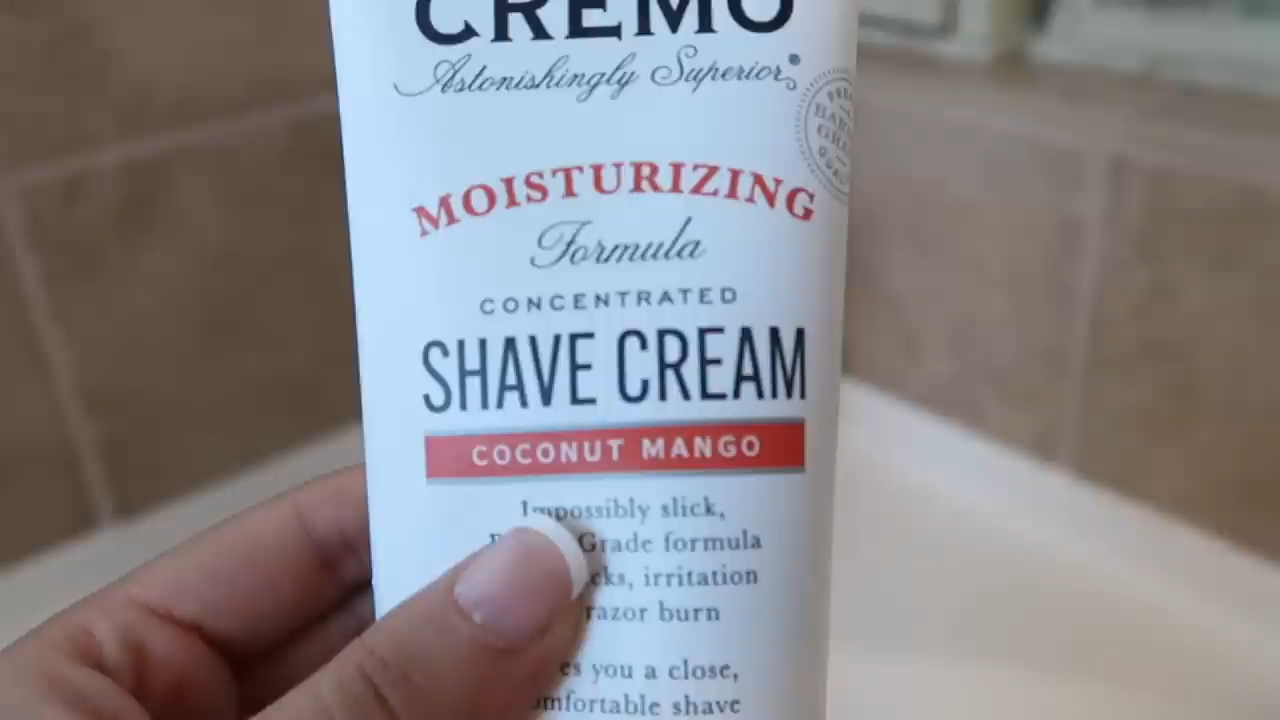 CREMO
Astonishingly Superior
MOISTURIZING
Formula
CONCENTRATED
SHAVE CREAM
COCONUT MANGO
Impossibly slick,
Grade formula
irritation
razor burn
you a close,
shave